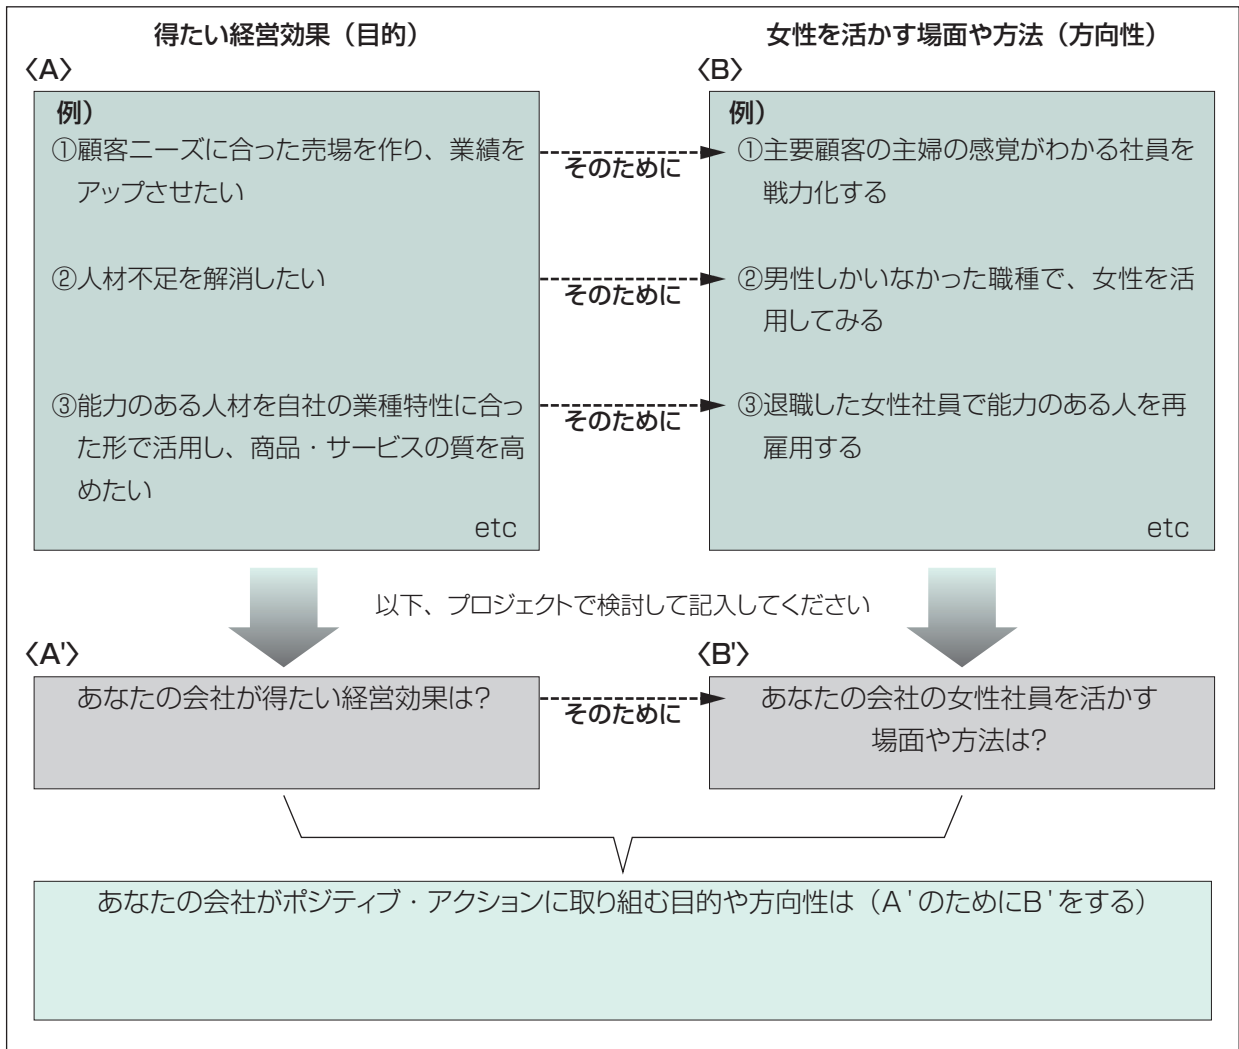 得たい経営効果（目的）
女性を活かす場面や方法（方向性）
〈A〉
〈B〉
例）
①顧客ニーズに合った売場を作り、業績を
アップさせたい
そのために
例）
①主要顧客の主婦の感覚がわかる社員を
戦力化する
②人材不足を解消したい
そのために
②男性しかいなかった職種で、女性を活
用してみる
③能力のある人材を自社の業種特性に合っ
た形で活用し、商品・サービスの質を高
めたい
そのために
③退職した女性社員で能力のある人を再
雇用する
etc
etc
以下、プロジェクトで検討して記入してください
〈A'〉
〈B'〉
あなたの会社が得たい経営効果は？
そのために
あなたの会社の女性社員を活かす
場面や方法は？
あなたの会社がポジティブ・アクションに取り組む目的や方向性は（A'のためにB'をする）